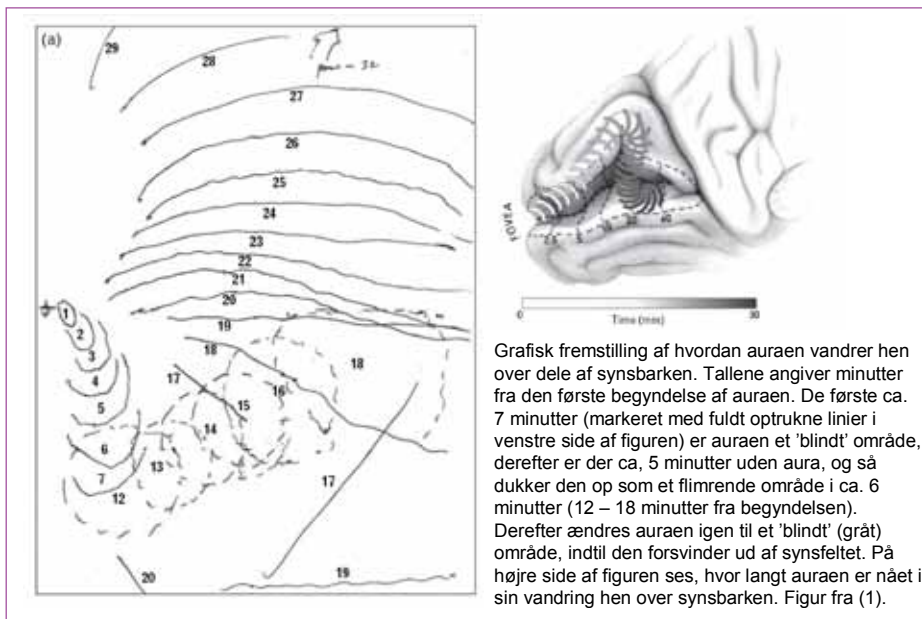 (a)
29
28
27
26
25
24
23
22
21
20
19
18
18
17
16
15
14
13
12
1
2
3
4
5
6
7
17
20
19
FOVEA
0
30
Time (min)
Grafisk fremstilling af hvordan auraen vandrer hen
over dele af synsbarken. Tallene angiver minutter
fra den første begyndelse af auraen. De første ca.
7 minutter (markeret med fuldt optrukne linier i
venstre side af figuren) er auraen et ’blindt’ område,
derefter er der ca, 5 minutter uden aura, og så
dukker den op som et flimrende område i ca. 6
minutter (12 – 18 minutter fra begyndelsen).
Derefter ændres auraen igen til et ’blindt’ (gråt)
område, indtil den forsvinder ud af synsfeltet. På
højre side af figuren ses, hvor langt auraen er nået i
sin vandring hen over synsbarken. Figur fra (1).